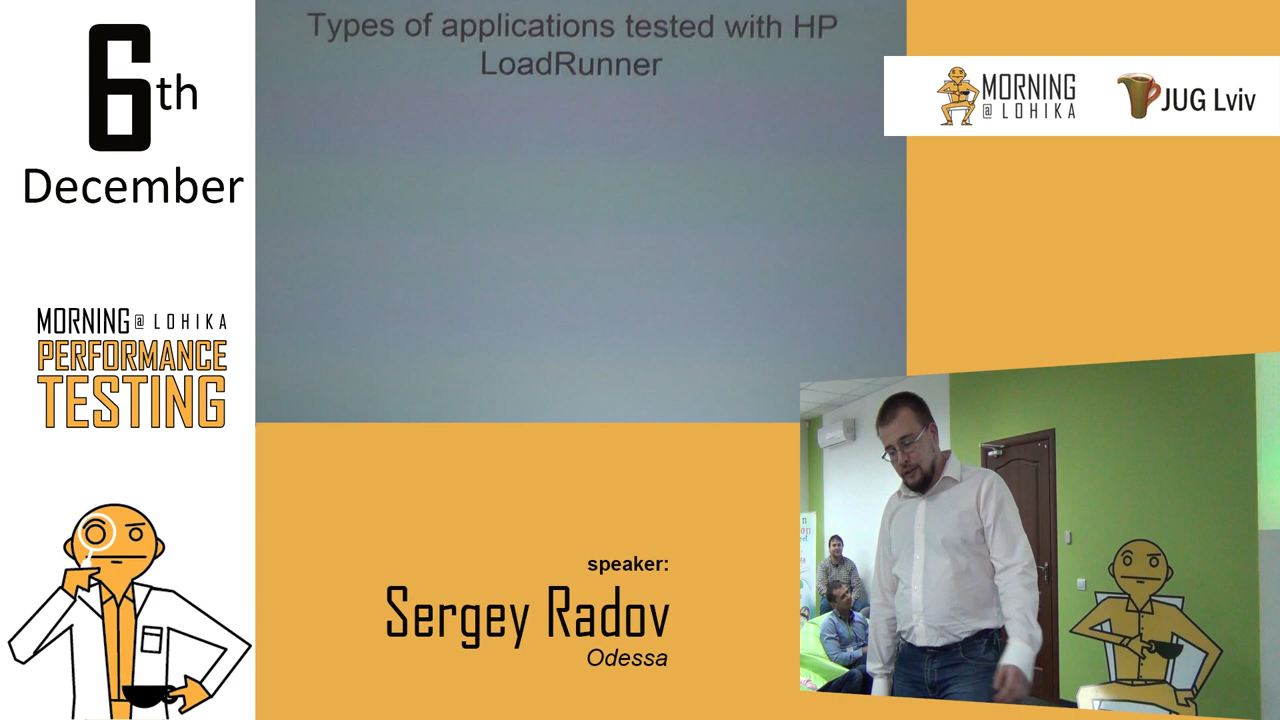 6th
December
MORNING
@ LOHIKA
PERFORMANCE
TESTING
Types of applications tested with HP
LoadRunner
MORNING
@ LOHIKA
JUG Lviv
speaker:
Sergey Radov
Odessa